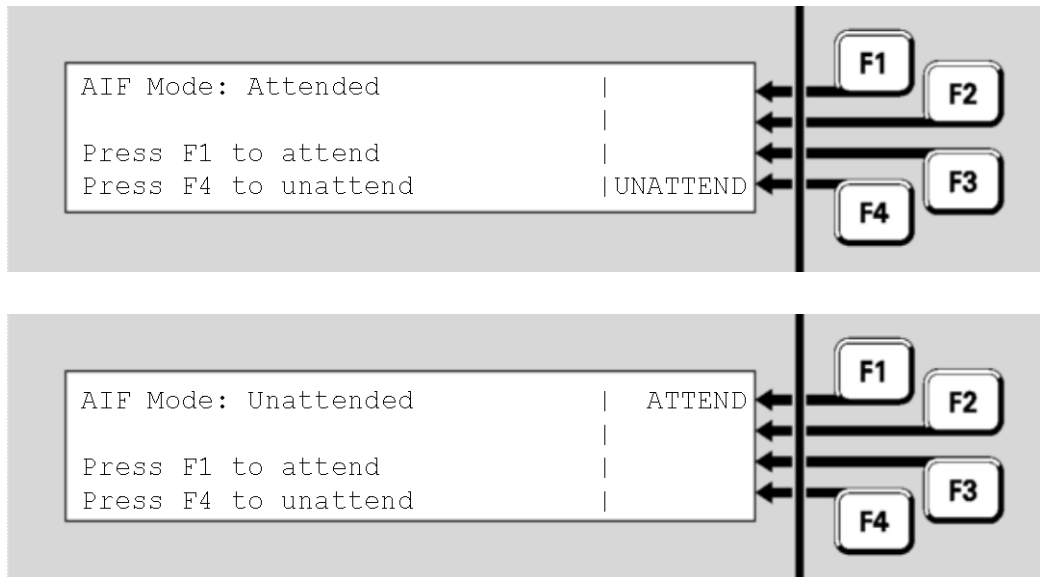 AIF Mode: Attended |
|
Press F1 to attend |
Press F4 to unattend |UNATTEND
F1
F2
F3
F4
AIF Mode: Unattended | ATTEND
|
Press F1 to attend |
Press F4 to unattend |
F1
F2
F3
F4